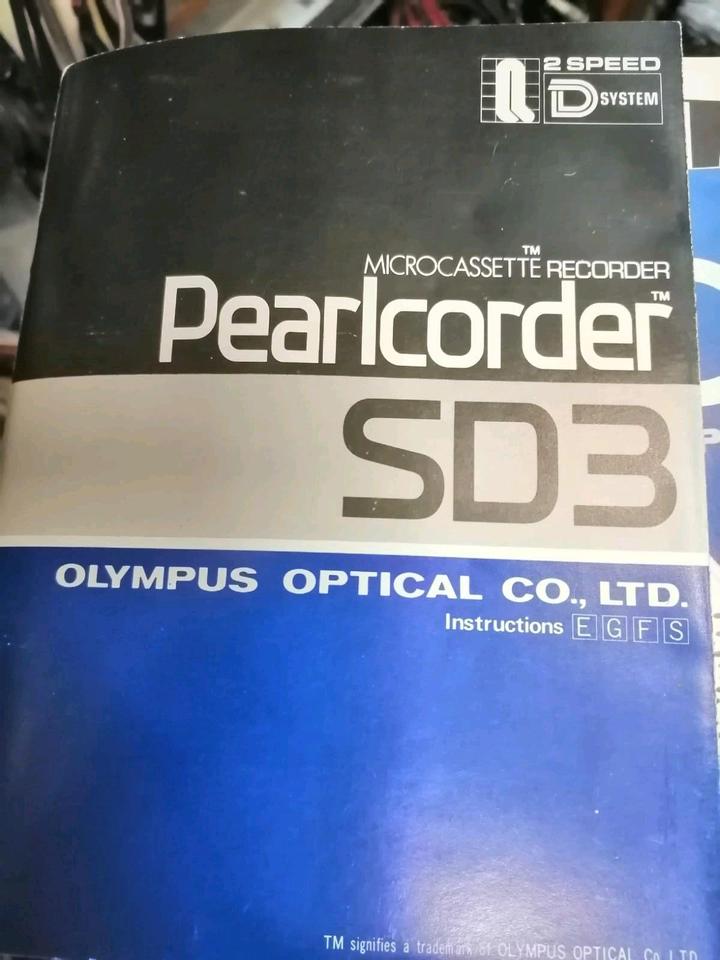 2 SPEED
D SYSTEM
MICROCASSETTE™ RECORDER
Pearlcorder™
SD3
OLYMPUS OPTICAL CO., LTD.
Instructions E G F S
TM signifies a trademark of OLYMPUS OPTICAL Co., LTD.